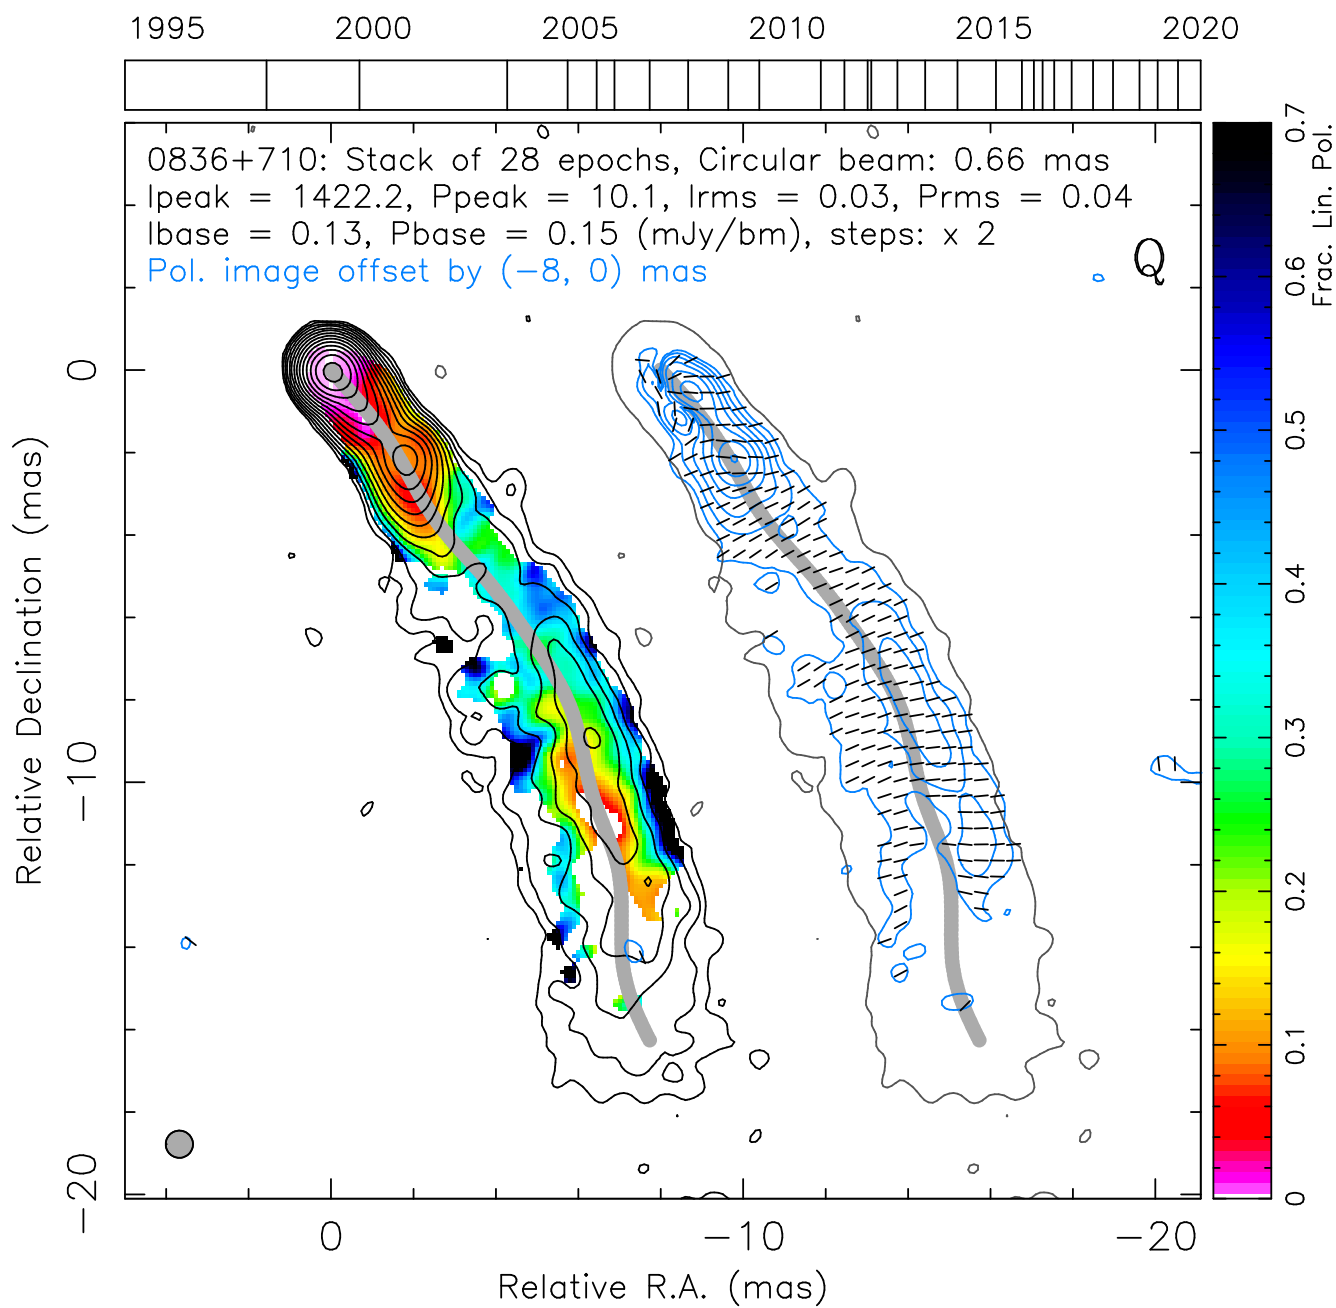 1995 2000 2005 2010 2015 2020
0836+710: Stack of 28 epochs, Circular beam: 0.66 mas
Ipeak = 1422.2, Ppeak = 10.1, Irms = 0.03, Prms = 0.04
Ibase = 0.13, Pbase = 0.15 (mJy/bm), steps: x 2
Pol. image offset by (−8, 0) mas
Q
Relative Declination (mas)
0
−10
−20
0 −10 −20
Relative R.A. (mas)
Frac. Lin. Pol.
0.7
0.6
0.5
0.4
0.3
0.2
0.1
0